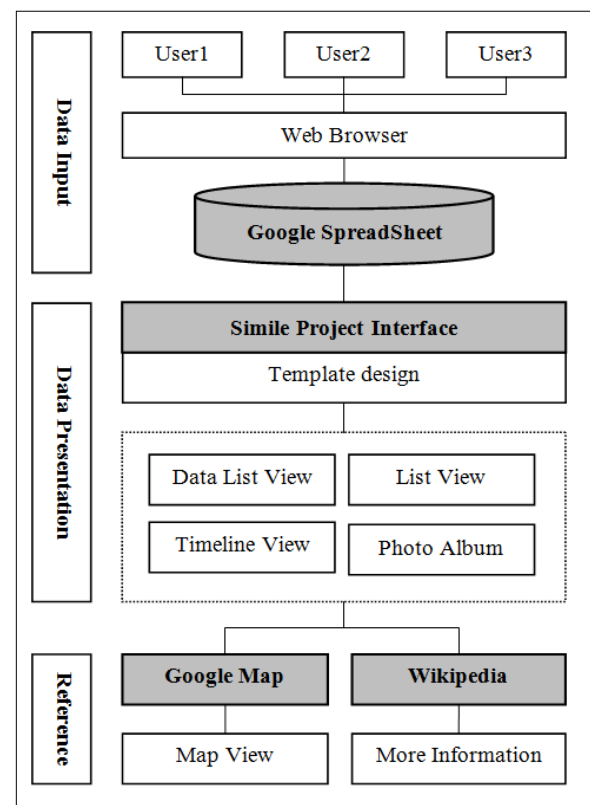 Data Input
User1
User2
User3
Web Browser
Google SpreadSheet
Data Presentation
Simile Project Interface
Template design
Data List View
List View
Timeline View
Photo Album
Reference
Google Map
Wikipedia
Map View
More Information